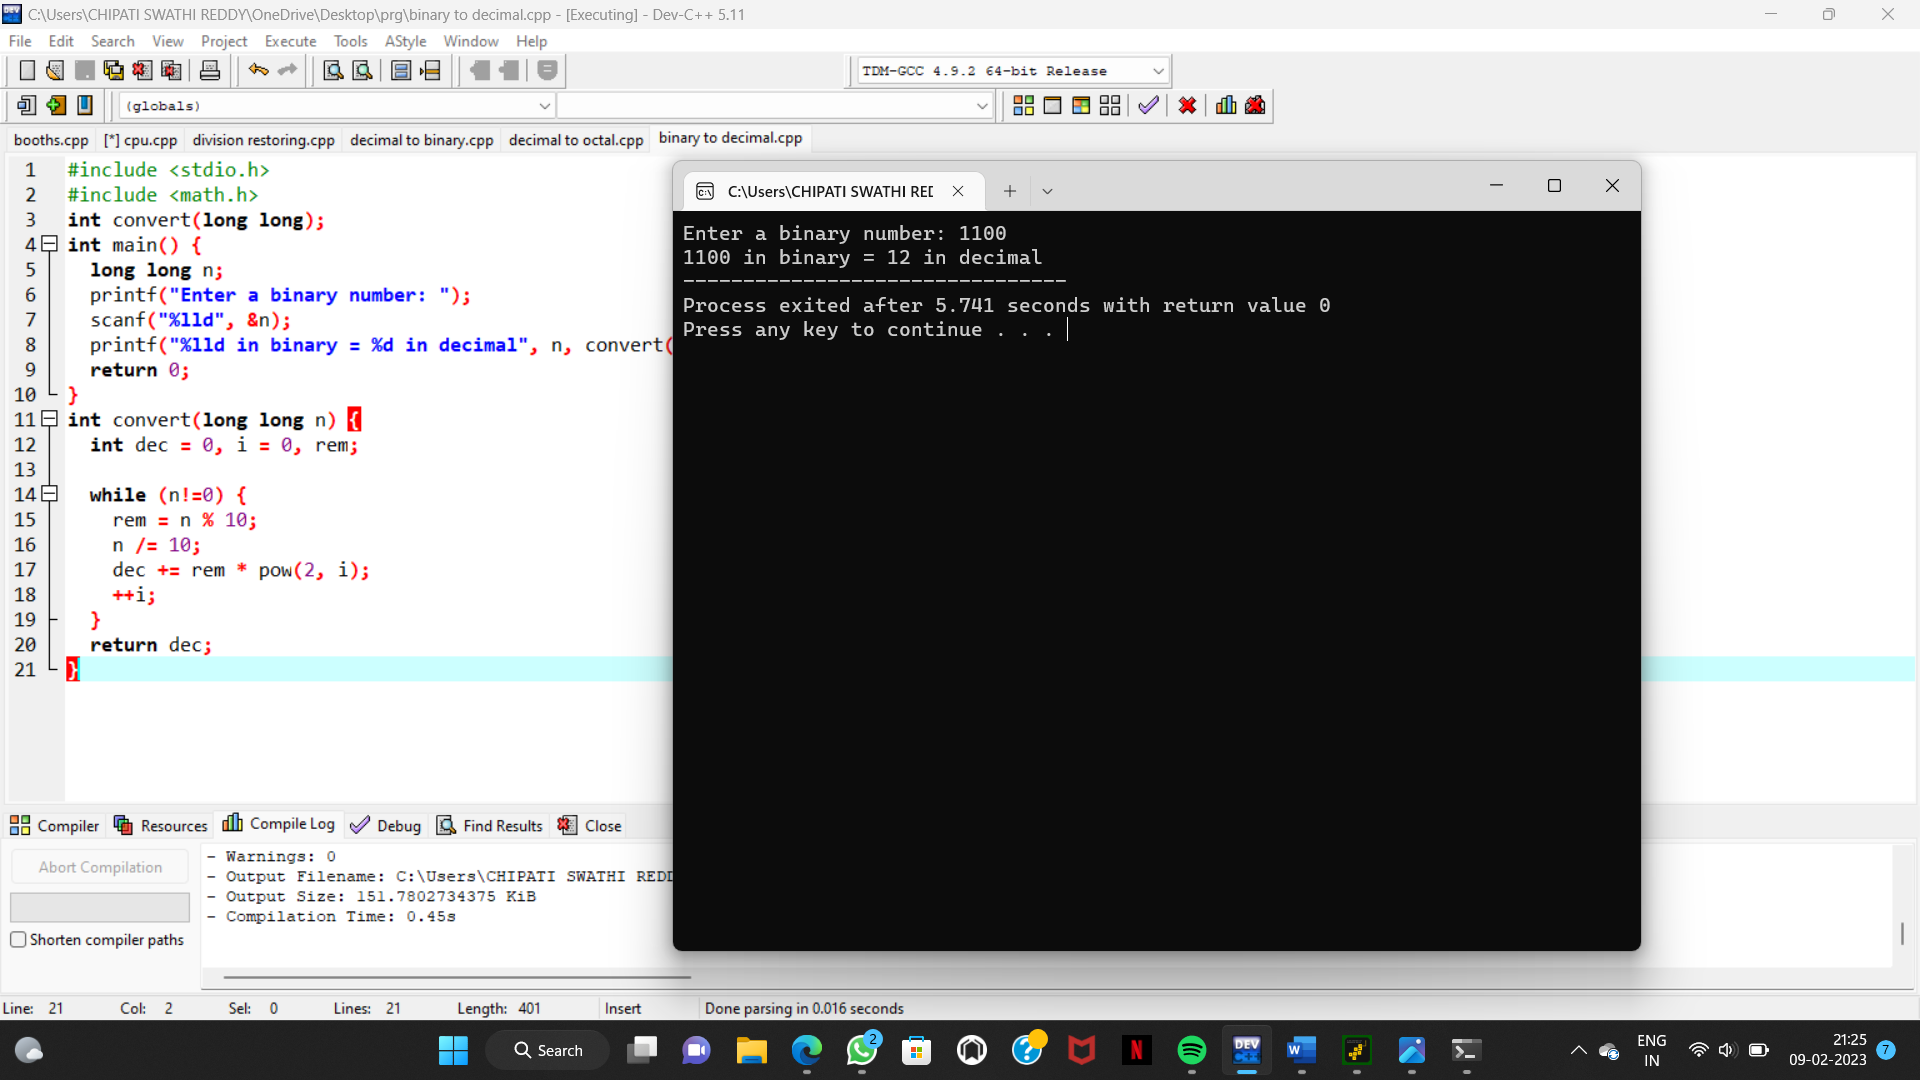 C:\Users\CHIPATI SWATHI REDDY\OneDrive\Desktop\prg\binary to decimal.cpp - [Executing] - Dev-C++ 5.11
File Edit Search View Project Execute Tools AStyle Window Help
TDM-GCC 4.9.2 64-bit Release
(globals)
booths.cpp [*] cpu.cpp division restoring.cpp decimal to binary.cpp decimal to octal.cpp binary to decimal.cpp
1 #include <stdio.h>
2 #include <math.h>
3 int convert(long long);
4 int main() {
5 long long n;
6 printf("Enter a binary number: ");
7 scanf("%lld", &n);
8 printf("%lld in binary = %d in decimal", n, convert(
9 return 0;
10 }
11 int convert(long long n) {
12 int dec = 0, i = 0, rem;
13
14 while (n!=0) {
15 rem = n % 10;
16 n /= 10;
17 dec += rem * pow(2, i);
18 ++i;
19 }
20 return dec;
21 }
C:\Users\CHIPATI SWATHI RED
Enter a binary number: 1100
1100 in binary = 12 in decimal
--------------------------------
Process exited after 5.741 seconds with return value 0
Press any key to continue . . .
Compiler Resources Compile Log Debug Find Results Close
Abort Compilation
Shorten compiler paths
- Warnings: 0
- Output Filename: C:\Users\CHIPATI SWATHI REDD
- Output Size: 151.7802734375 KiB
- Compilation Time: 0.45s
Line: 21 Col: 2 Sel: 0 Lines: 21 Length: 401 Insert Done parsing in 0.016 seconds
Search
2
DEV
W
N
ENG
IN
21:25
09-02-2023
7